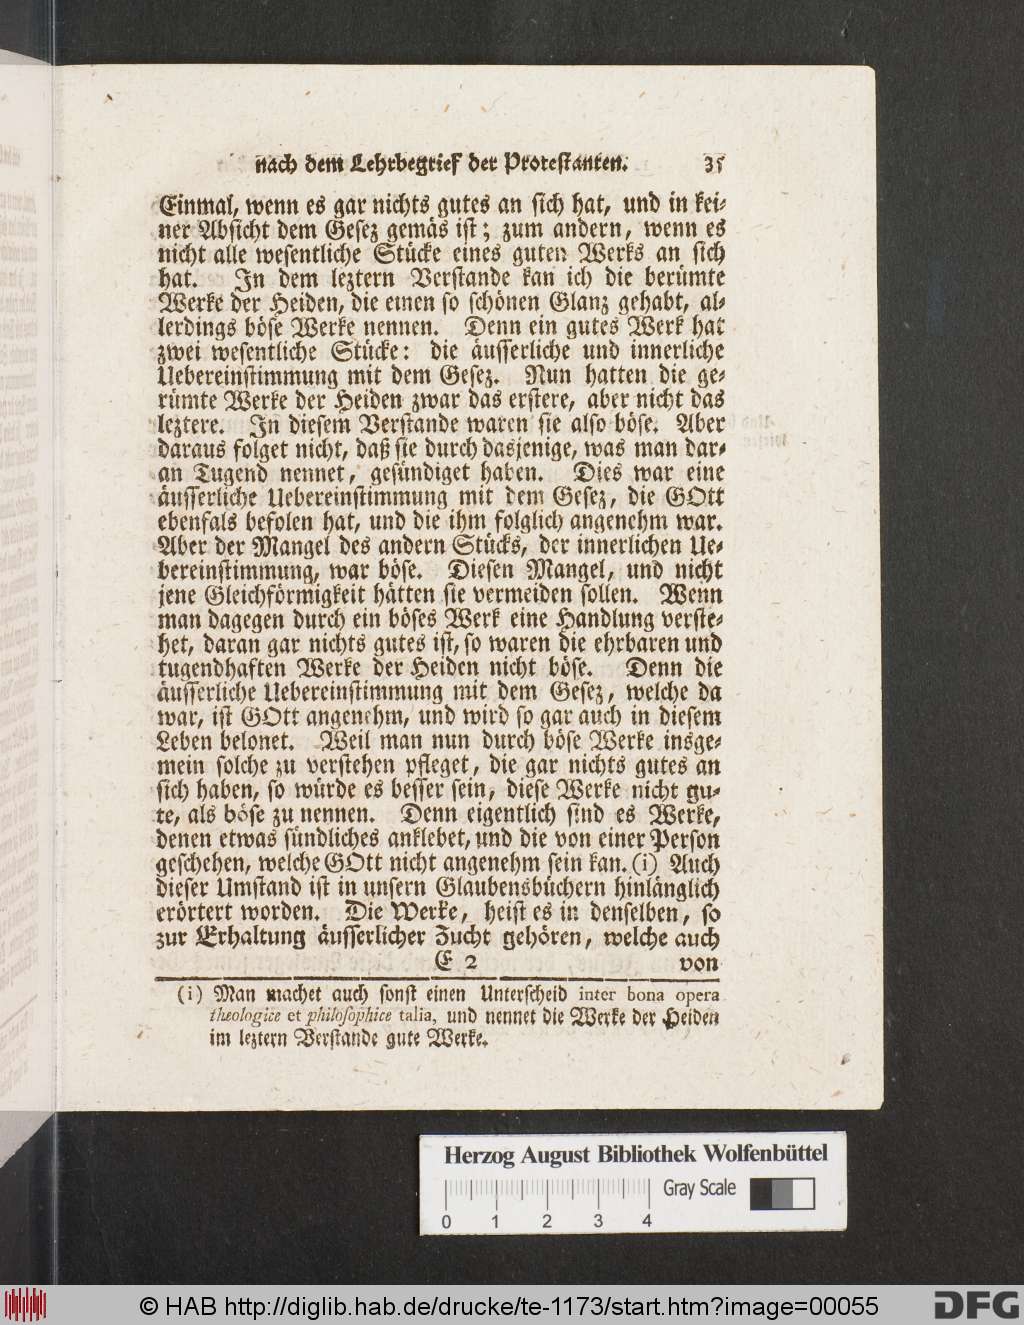 nach dem Lehrbegrief der Protestanten. 35
Einmal, wenn es gar nichts gutes an sich hat, und in kei-
ner Absicht dem Gesez gemäs ist; zum andern, wenn es
nicht alle wesentliche Stücke eines guten Werks an sich
hat. In dem leztern Verstande kan ich die berümte
Werke der Heiden, die einen so schönen Glanz gehabt, al-
lerdings böse Werke nennen. Denn ein gutes Werk hat
zwei wesentliche Stücke: die äusserliche und innerliche
Uebereinstimmung mit dem Gesez. Nun hatten die ge-
rümte Werke der Heiden zwar das erstere, aber nicht das
leztere. In diesem Verstande waren sie also böse. Aber
daraus folget nicht, daß sie durch dasjenige, was man dar-
an Tugend nennet, gesündiget haben. Dies war eine
äusserliche Uebereinstimmung mit dem Gesez, die GOtt
ebenfals befolen hat, und die ihm folglich angenehm war.
Aber der Mangel des andern Stücks, der innerlichen Ue-
bereinstimmung, war böse. Diesen Mangel, und nicht
jene Gleichförmigkeit hätten sie vermeiden sollen. Wenn
man dagegen durch ein böses Werk eine Handlung verste-
het, daran gar nichts gutes ist, so waren die ehrbaren und
tugendhaften Werke der Heiden nicht böse. Denn die
äusserliche Uebereinstimmung mit dem Gesez, welche da
war, ist GOtt angenehm, und wird so gar auch in diesem
Leben belonet. Weil man nun durch böse Werke insge-
mein solche zu verstehen pfleget, die gar nichts gutes an
sich haben, so würde es besser sein, diese Werke nicht gu-
te, als böse zu nennen. Denn eigentlich sind es Werke,
denen etwas sündliches anklebet, und die von einer Person
geschehen, welche GOtt nicht angenehm sein kan. (i) Auch
dieser Umstand ist in unsern Glaubensbüchern hinlänglich
erörtert worden. Die Werke, heist es in denselben, so
zur Erhaltung äusserlicher Zucht gehören, welche auch
E 2 von
(i) Man machet auch sonst einen Unterscheid inter bona opera
theologice et philosophice talia, und nennet die Werke der Heiden
im leztern Verstande gute Werke.
Herzog August Bibliothek Wolfenbüttel
Gray Scale
0 1 2 3 4
© HAB http://diglib.hab.de/drucke/te-1173/start.htm?image=00055
DFG